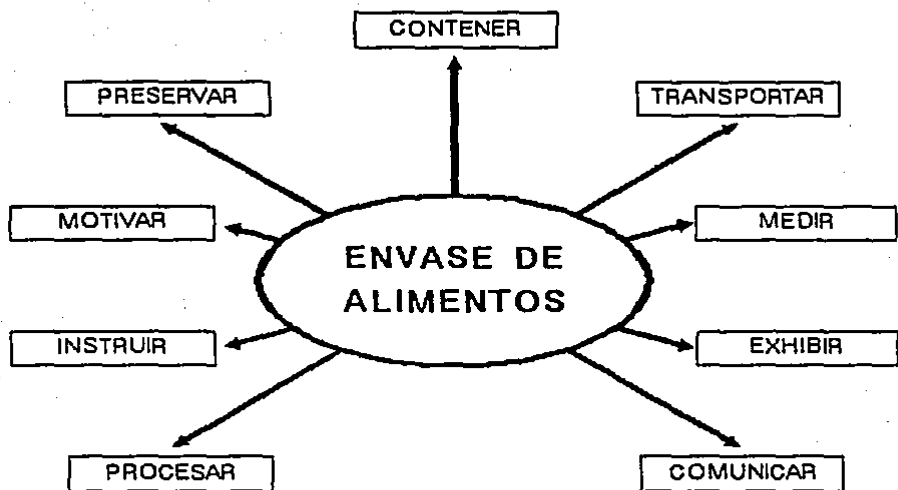 CONTENER
PRESERVAR
TRANSPORTAR
MOTIVAR
MEDIR
ENVASE DE
ALIMENTOS
INSTRUIR
EXHIBIR
PROCESAR
COMUNICAR